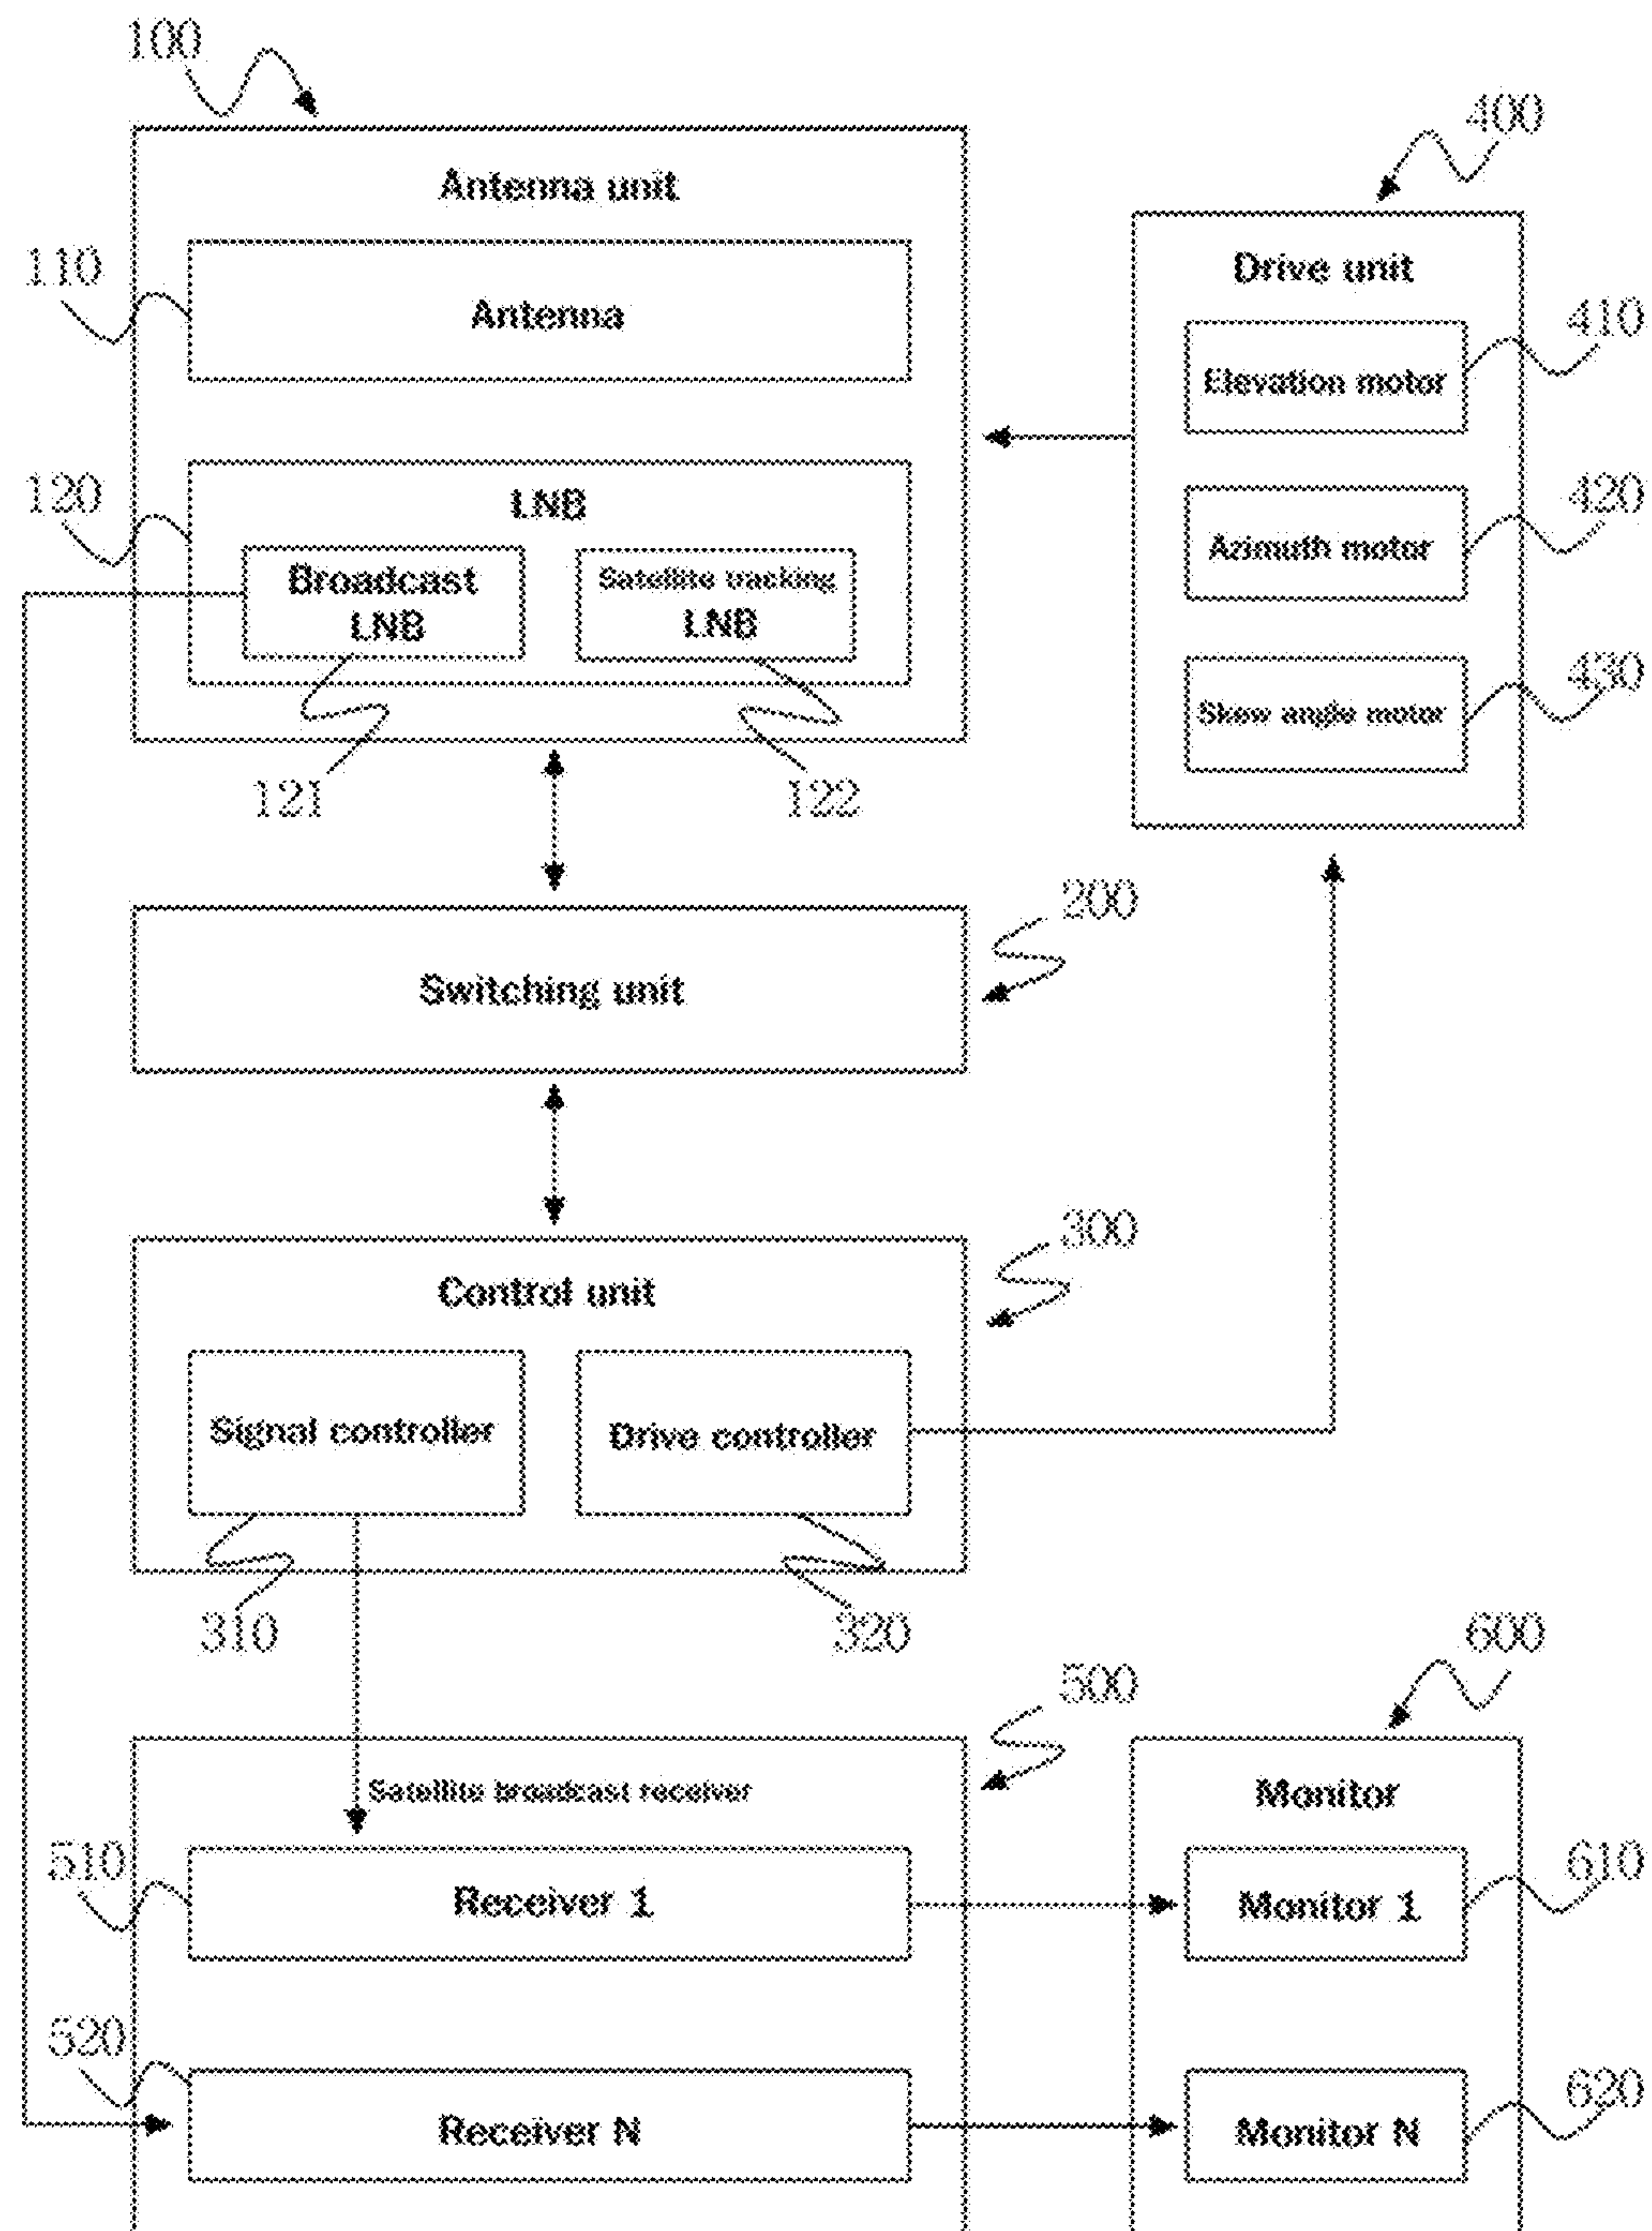 100
400
Antenna unit
110
Antenna
Drive unit
410
Elevation motor
120
LNB
420
Azimuth motor
Broadcast
LNB
Satellite tracking
LNB
430
Skew angle motor
121
122
200
Switching unit
300
Control unit
Signal controller
Drive controller
310
320
600
500
Satellite broadcast receiver
Monitor
510
Receiver 1
610
Monitor 1
520
Receiver N
620
Monitor N